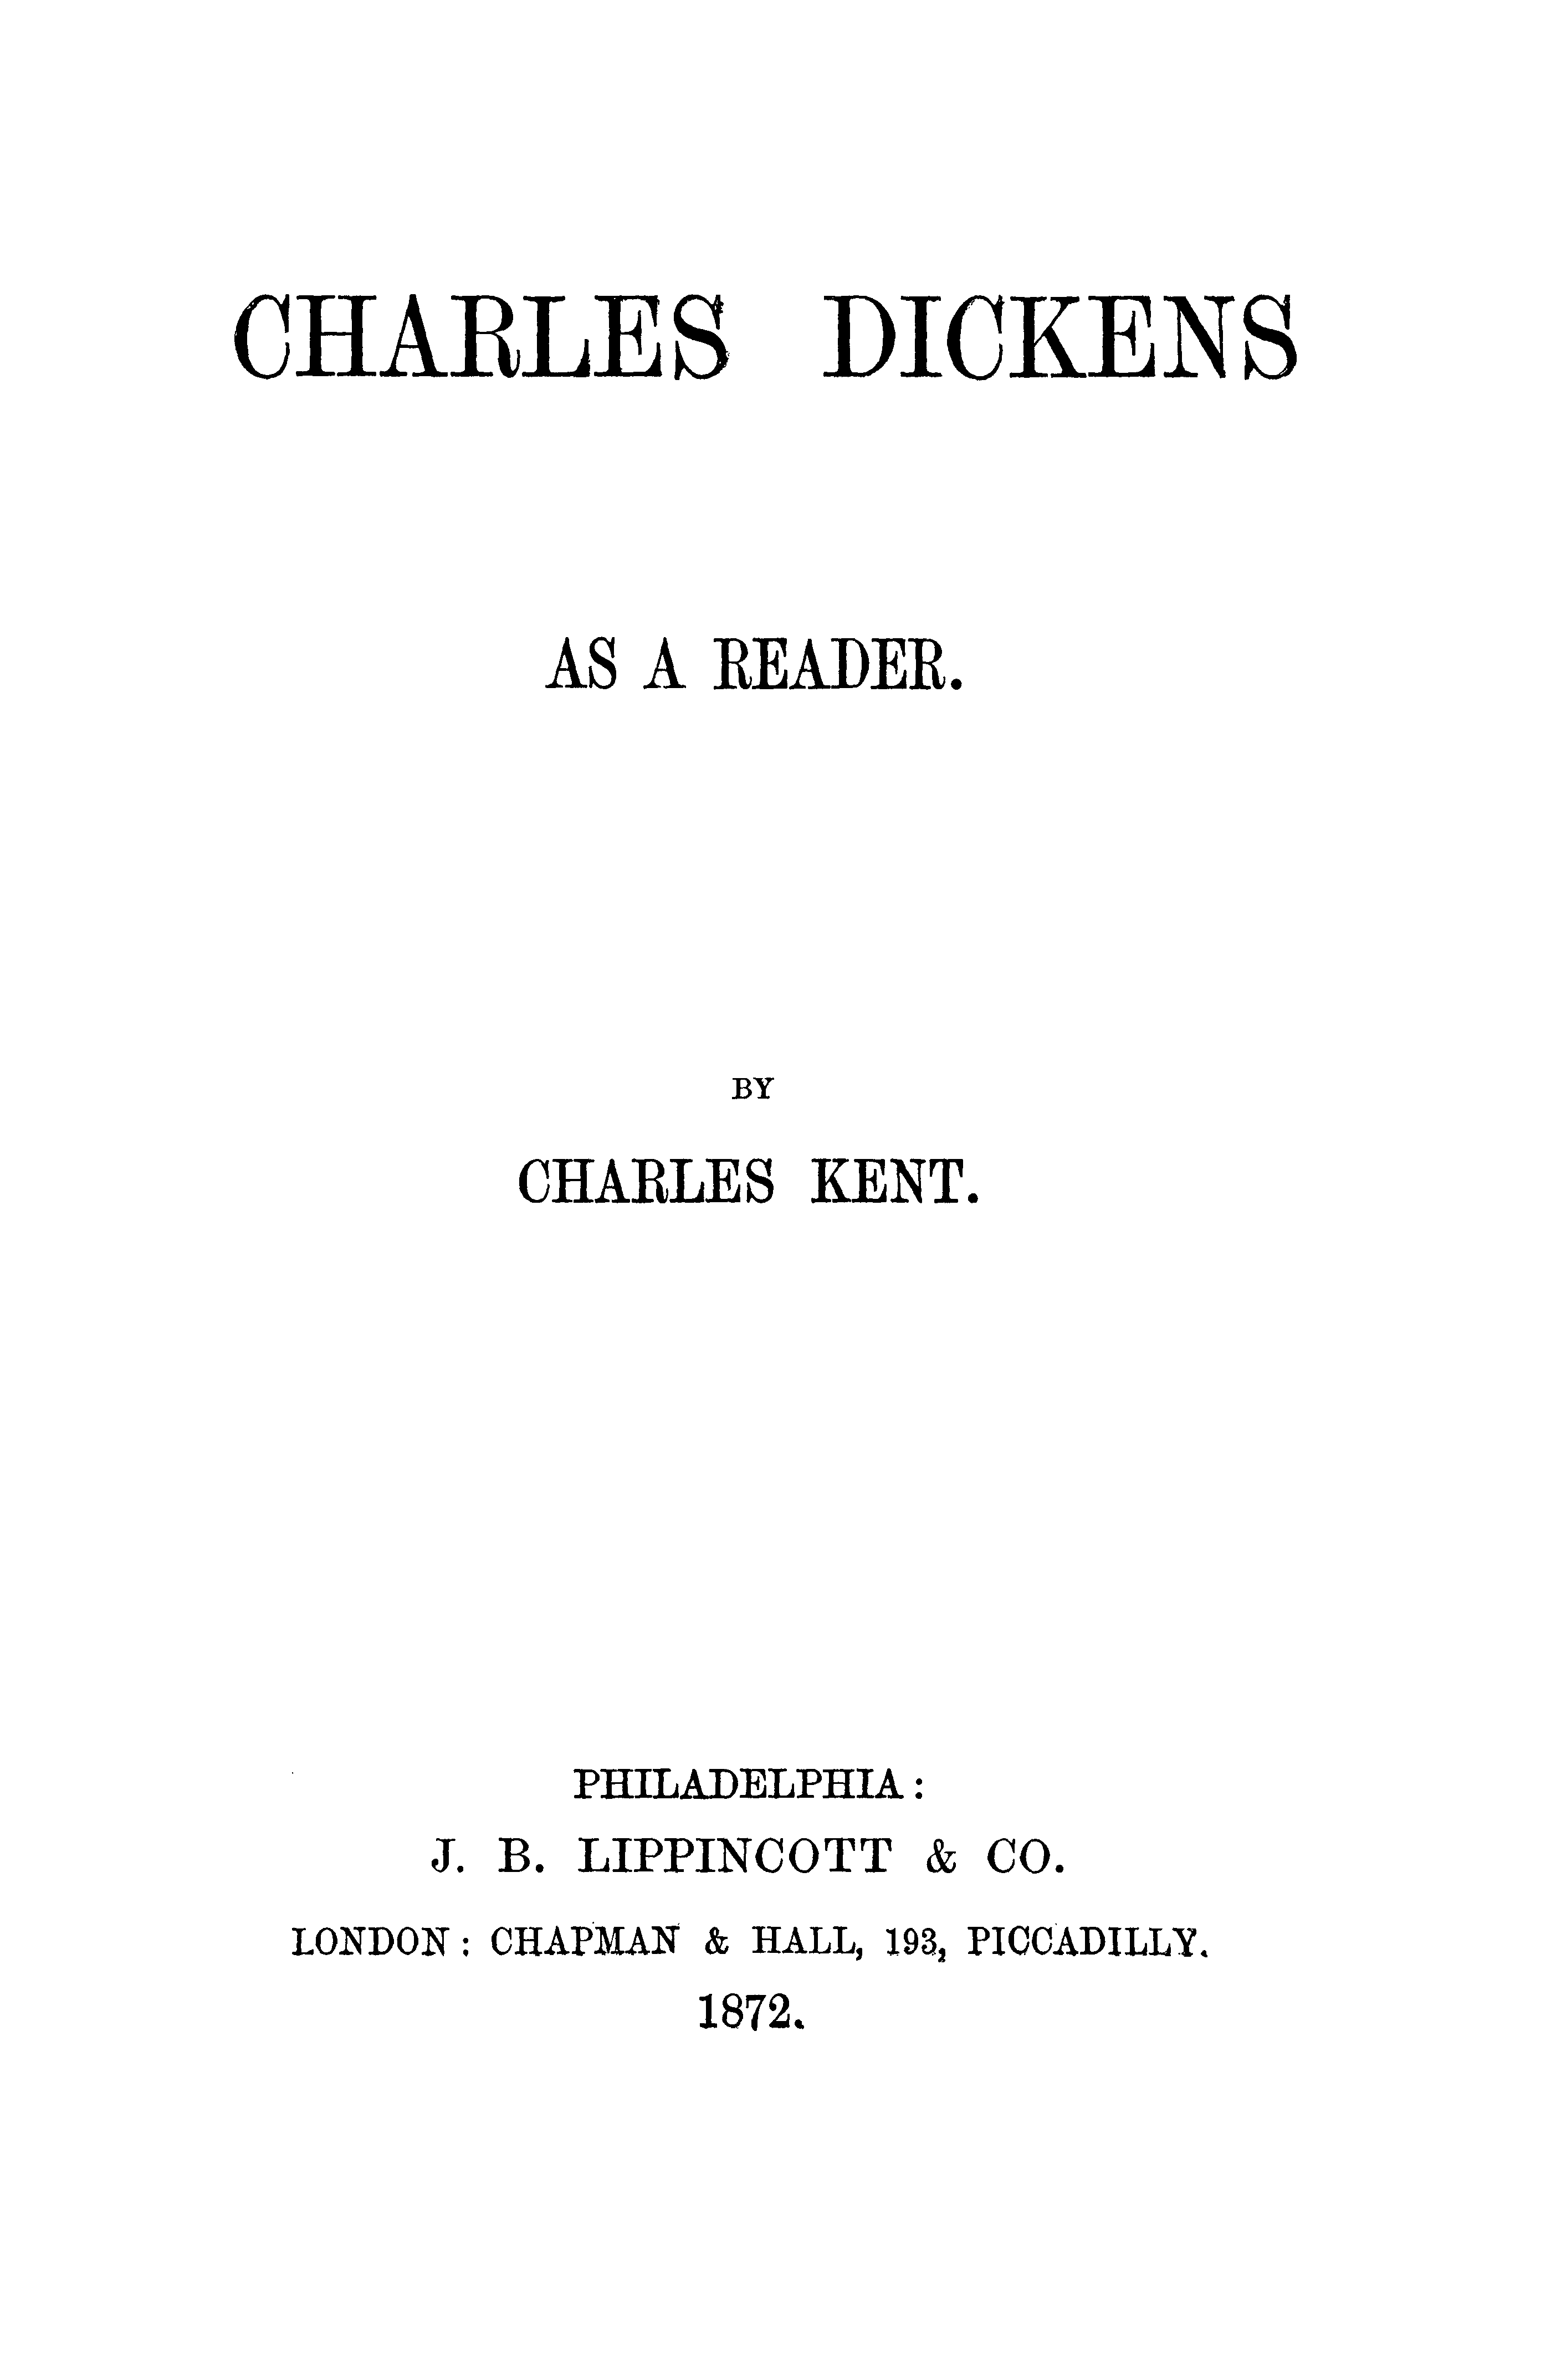 CHARLES DICKENS
AS A READER.
BY
CHARLES KENT.
PHILADELPHIA:
J. B. LIPPINCOTT & CO.
LONDON: CHAPMAN & HALL, 193, PICCADILLY.
1872.